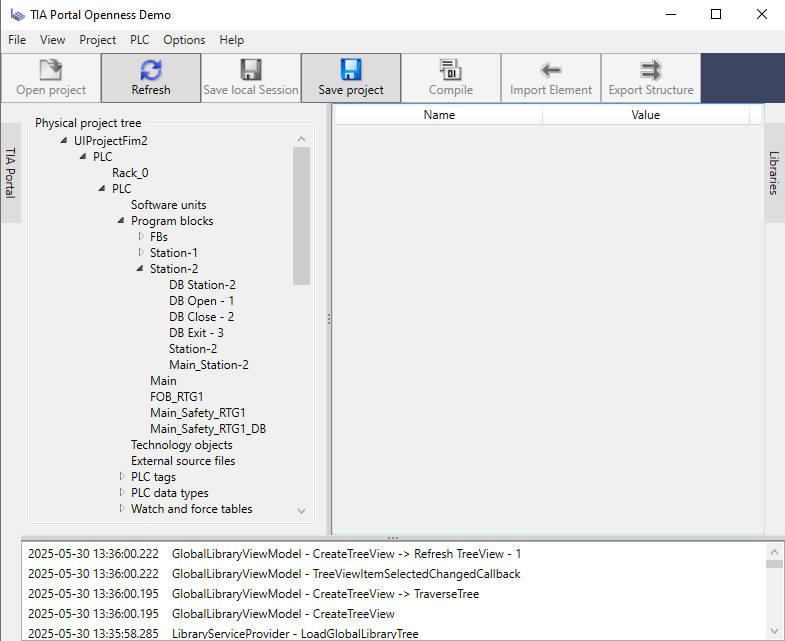 TIA Portal Openness Demo
File View Project PLC Options Help
Open project Refresh Save local Session Save project Compile Import Element Export Structure
TIA Portal
Physical project tree
UIProjectFim2
PLC
Rack_0
PLC
Software units
Program blocks
FBs
Station-1
Station-2
DB Station-2
DB Open - 1
DB Close - 2
DB Exit - 3
Station-2
Main_Station-2
Main
FOB_RTG1
Main_Safety_RTG1
Main_Safety_RTG1_DB
Technology objects
External source files
PLC tags
PLC data types
Watch and force tables
Name Value
Libraries
2025-05-30 13:36:00.222 GlobalLibraryViewModel - CreateTreeView -> Refresh TreeView - 1
2025-05-30 13:36:00.222 GlobalLibraryViewModel - TreeViewItemSelectedChangedCallback
2025-05-30 13:36:00.195 GlobalLibraryViewModel - CreateTreeView -> TraverseTree
2025-05-30 13:36:00.195 GlobalLibraryViewModel - CreateTreeView
2025-05-30 13:35:58.285 LibraryServiceProvider - LoadGlobalLibraryTree